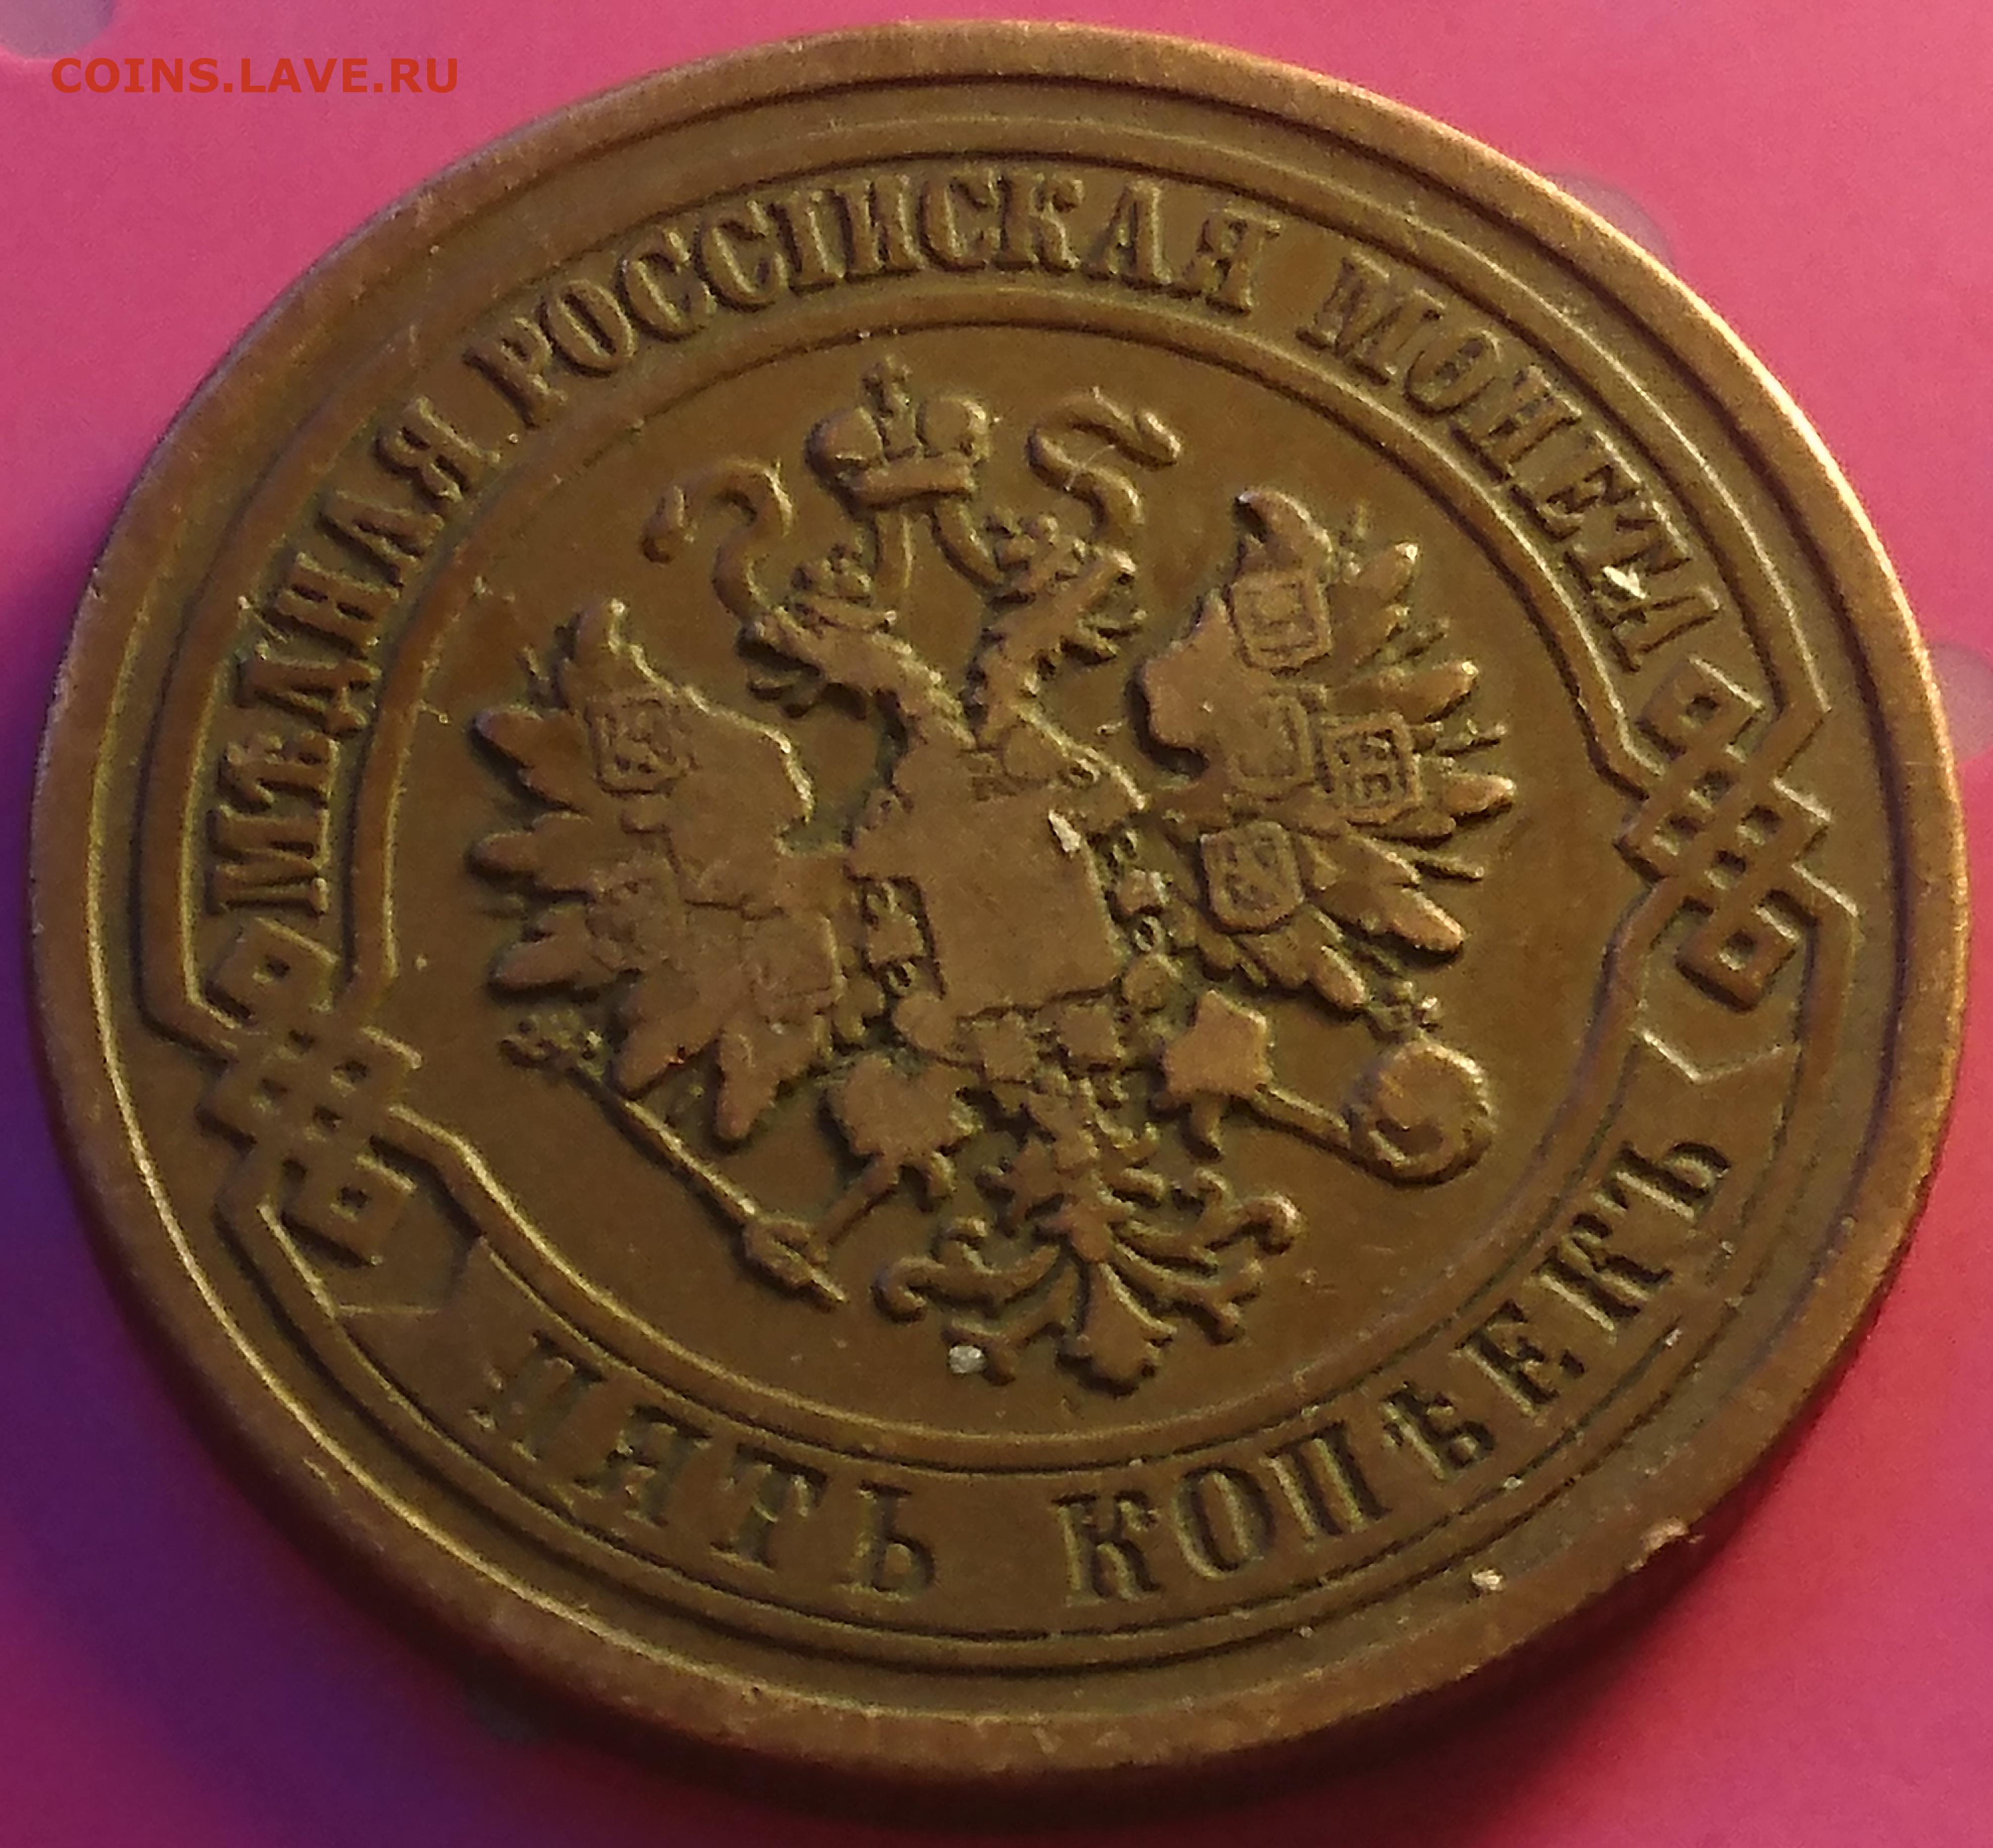 COINS.LAVE.RU
МѢДНАЯ РОССІЙСКАЯ МОНЕТА
ПЯТЬ КОПѢЕКЪ